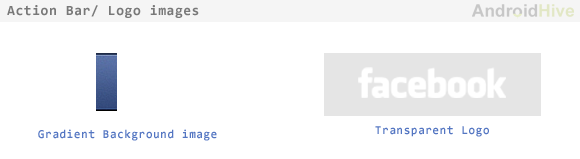 Action Bar/ Logo images
AndroidHive
facebook
Gradient Background image
Transparent Logo